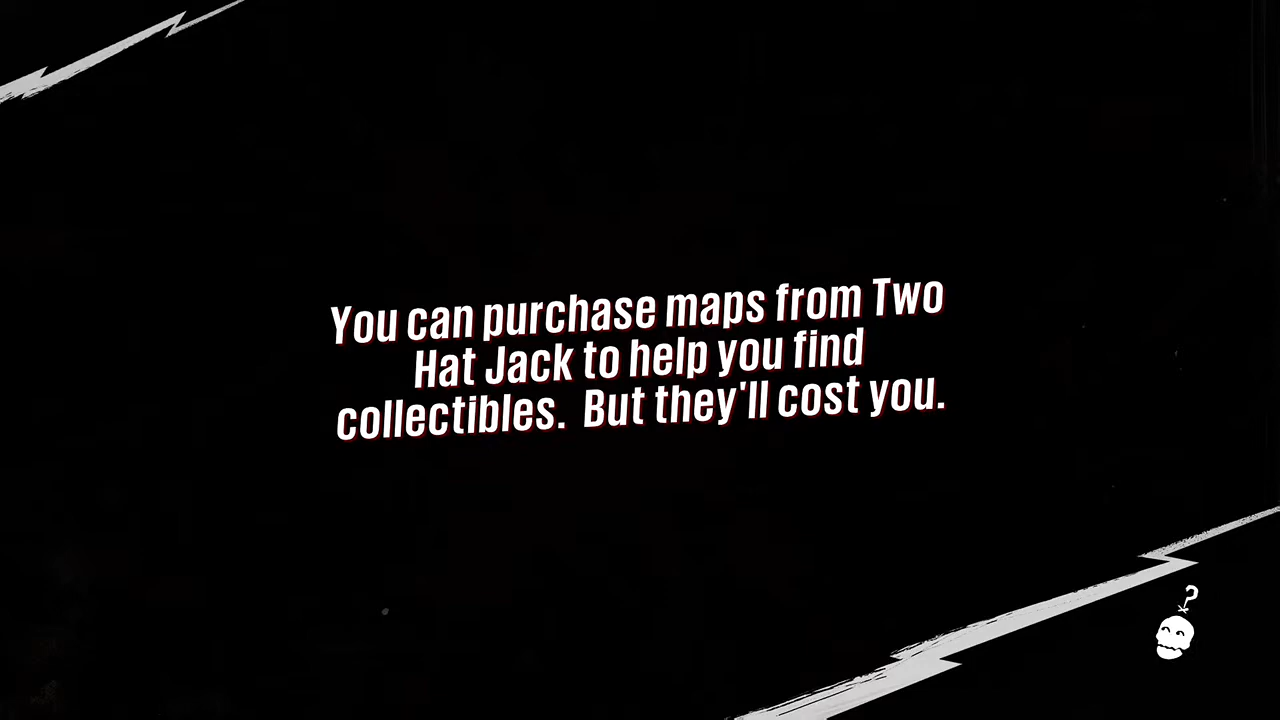 You can purchase maps from Two
Hat Jack to help you find
collectibles.  But they'll cost you.
?